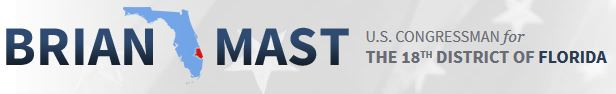 BRIAN MAST
U.S. CONGRESSMAN for
THE 18TH DISTRICT OF FLORIDA